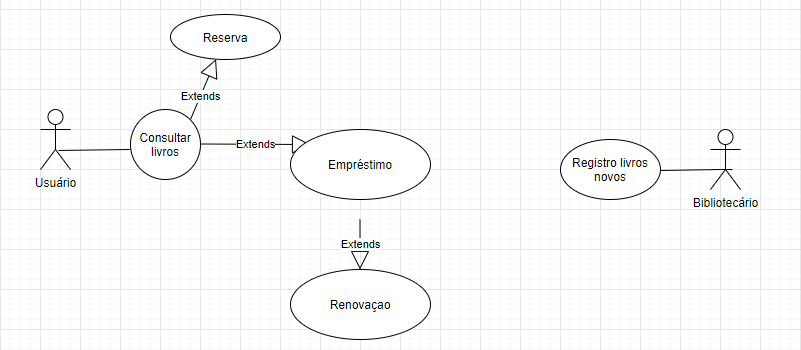 Reserva
Extends
Consultar
livros
Extends
Empréstimo
Usuário
Registro livros
novos
Bibliotecário
Extends
Renovaçao